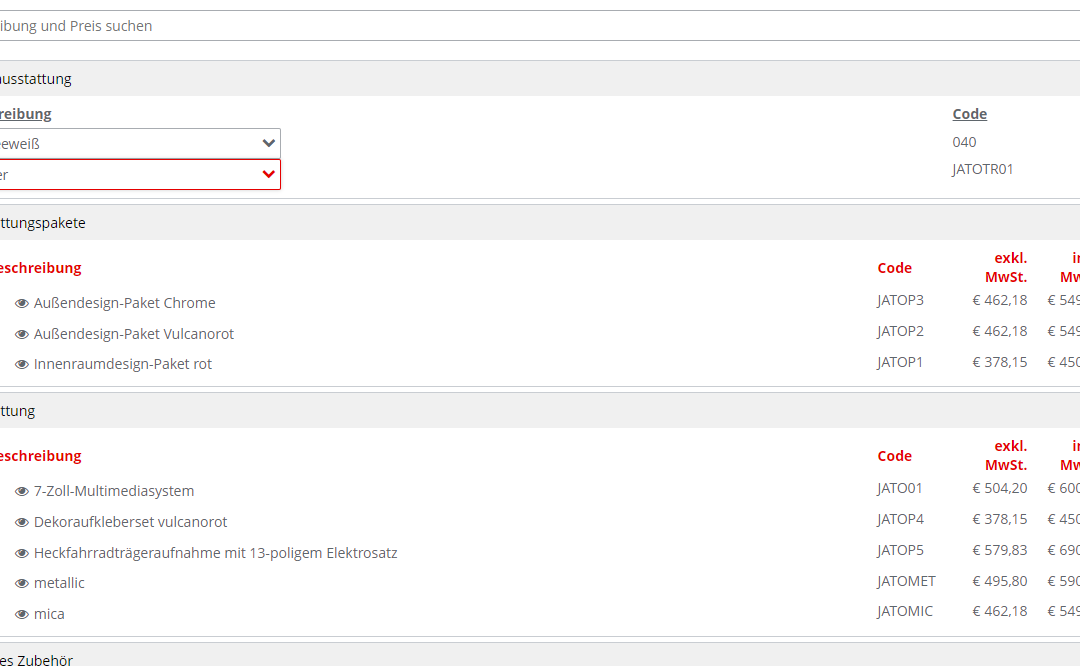 ibung und Preis suchen
ausstattung
reibung Code
eeweiß 040
er JATOTR01
ttungspakete
eschreibung Code exkl. MwSt. in Mw
Außendesign-Paket Chrome JATOP3 € 462,18 € 549
Außendesign-Paket Vulcanorot JATOP2 € 462,18 € 549
Innenraumdesign-Paket rot JATOP1 € 378,15 € 450
ttung
eschreibung Code exkl. MwSt. in Mw
7-Zoll-Multimediasystem JATO01 € 504,20 € 600
Dekoraufkleberset vulcanorot JATOP4 € 378,15 € 450
Heckfahrradträgeraufnahme mit 13-poligem Elektrosatz JATOP5 € 579,83 € 690
metallic JATOMET € 495,80 € 590
mica JATOMIC € 462,18 € 549
es Zubehör